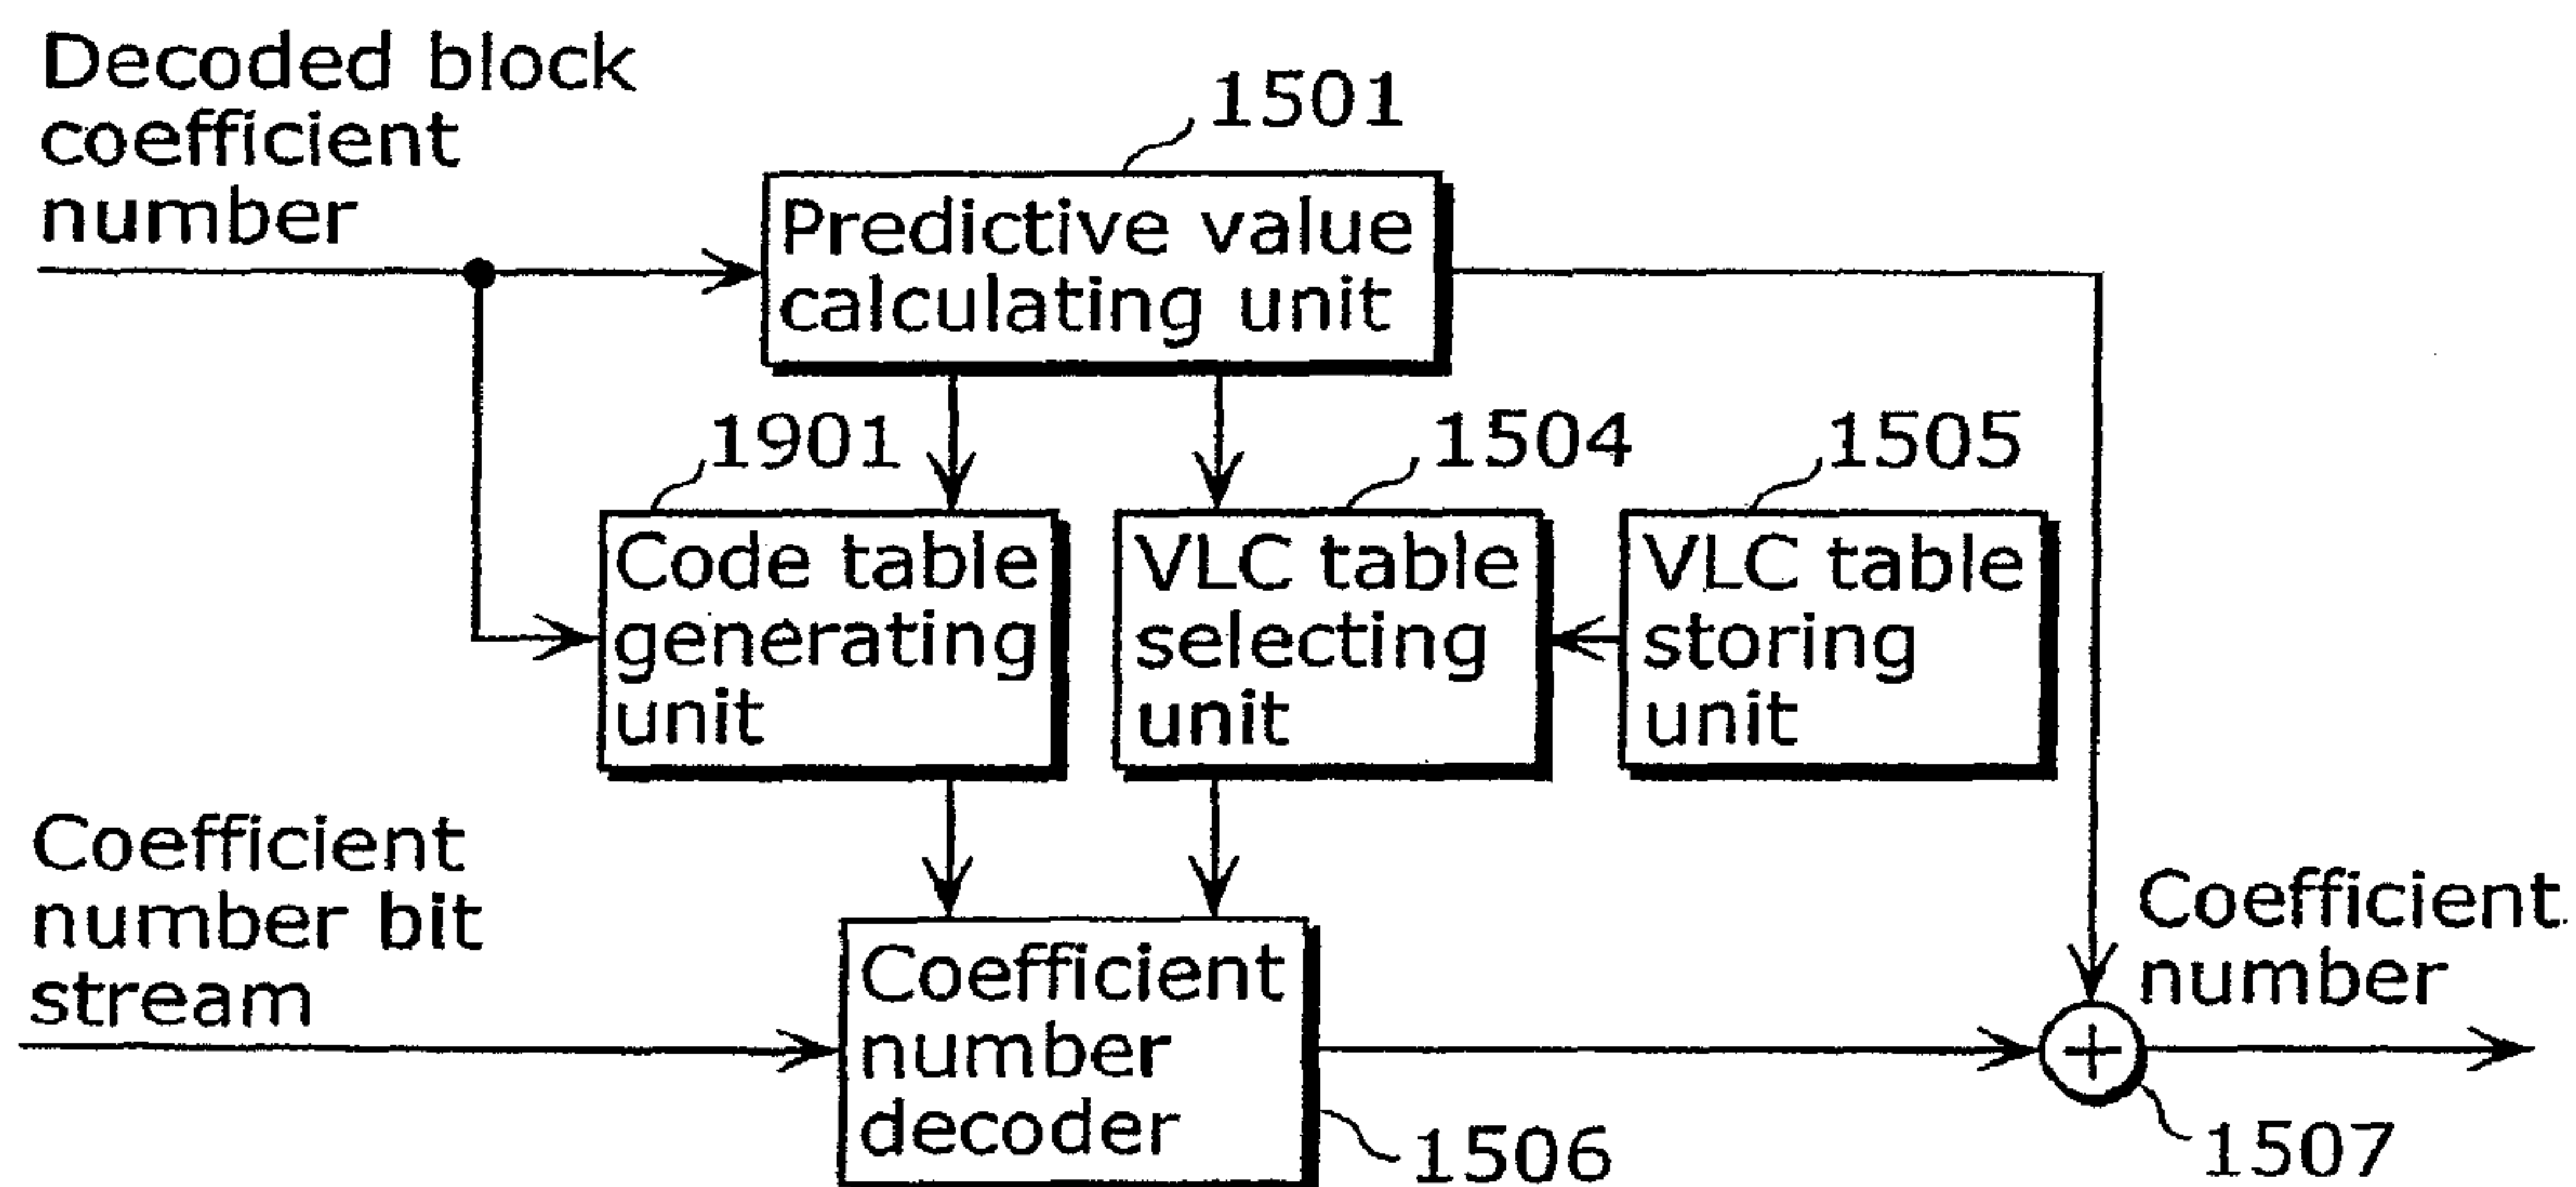 Decoded block
coefficient
number
1501
Predictive value
calculating unit
1901
1504
1505
Code table
generating
unit
VLC table
selecting
unit
VLC table
storing
unit
Coefficient
number bit
stream
Coefficient
number
decoder
1506
Coefficient
number
+
1507